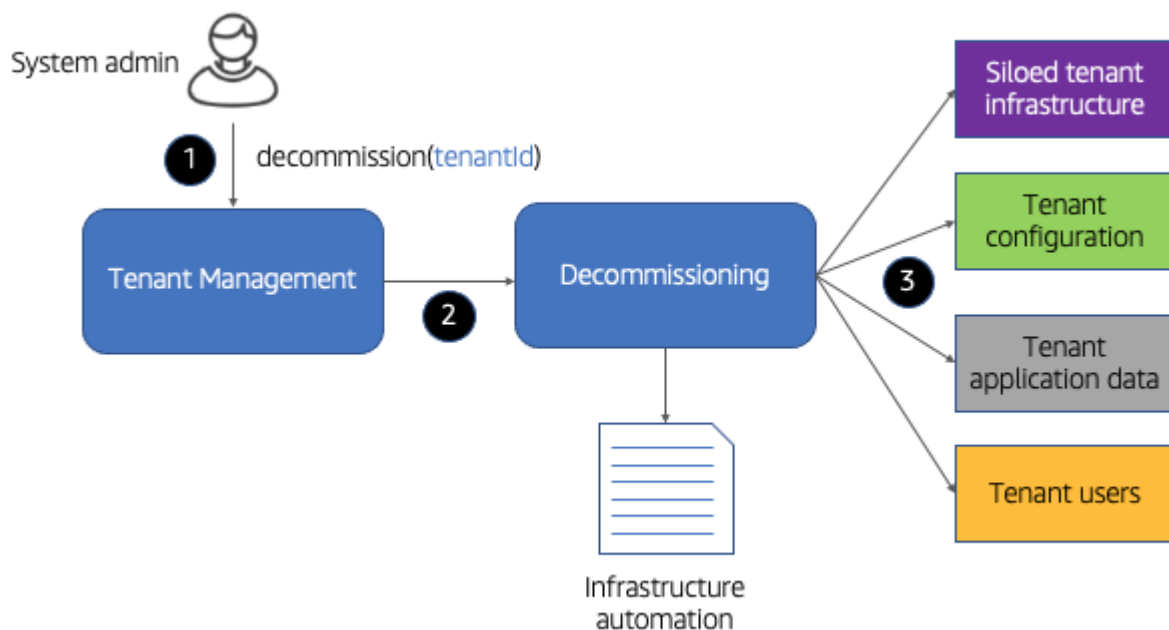 System admin
1
decommission(tenantId)
Tenant Management
2
Decommissioning
3
Siloed tenant
infrastructure
Tenant
configuration
Tenant
application data
Tenant users
Infrastructure
automation